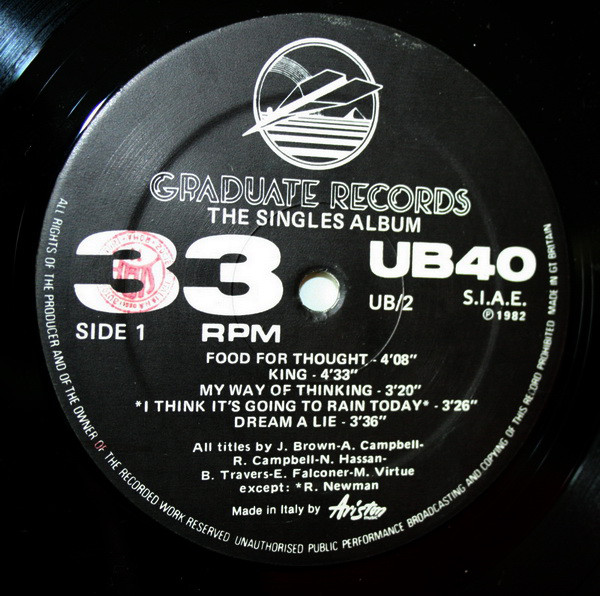 GRADUATE RECORDS
THE SINGLES ALBUM
33
UB40
UB/2
S.I.A.E.
℗ 1982
SIDE 1
RPM
FOOD FOR THOUGHT - 4'08"
KING - 4'33"
MY WAY OF THINKING - 3'20"
*I THINK IT'S GOING TO RAIN TODAY* - 3'26"
DREAM A LIE - 3'36"
All titles by J. Brown-A. Campbell-
R. Campbell-N. Hassan-
B. Travers-E. Falconer-M. Virtue
except: *R. Newman
Made in Italy by Ariston
ALL RIGHTS OF THE PRODUCER AND OF THE OWNER OF THE RECORDED WORK RESERVED UNAUTHORISED PUBLIC PERFORMANCE BROADCASTING AND COPYING OF THIS RECORD PROHIBITED MADE IN GT BRITAIN